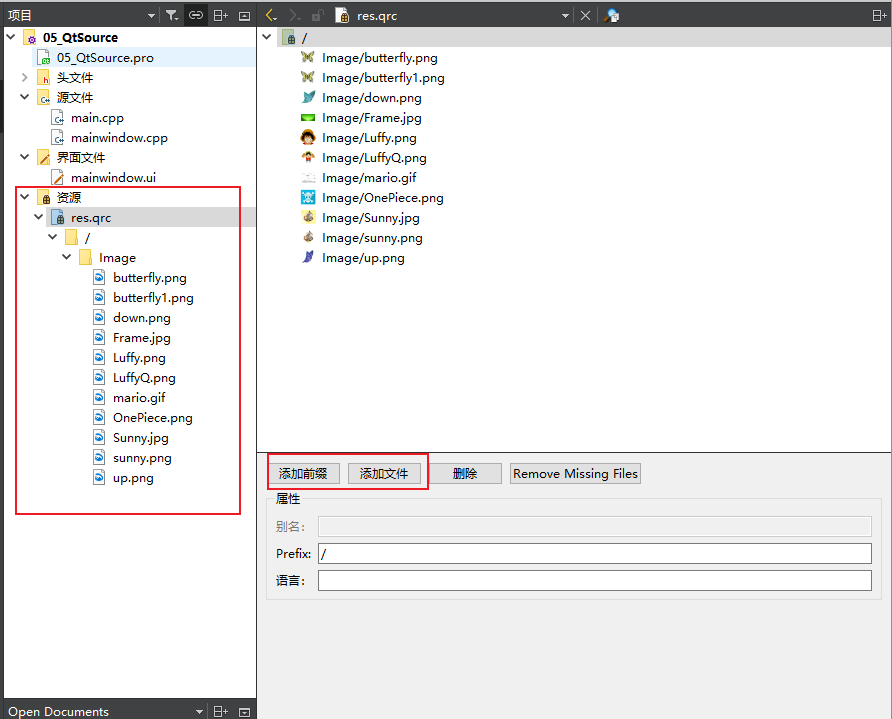 项目
05_QtSource
05_QtSource.pro
头文件
源文件
main.cpp
mainwindow.cpp
界面文件
mainwindow.ui
资源
res.qrc
/
Image
butterfly.png
butterfly1.png
down.png
Frame.jpg
Luffy.png
LuffyQ.png
mario.gif
OnePiece.png
Sunny.jpg
sunny.png
up.png
Open Documents
res.qrc
/
Image/butterfly.png
Image/butterfly1.png
Image/down.png
Image/Frame.jpg
Image/Luffy.png
Image/LuffyQ.png
Image/mario.gif
Image/OnePiece.png
Image/Sunny.jpg
Image/sunny.png
Image/up.png
添加前缀 添加文件 删除 Remove Missing Files
属性
别名:
Prefix: /
语言: